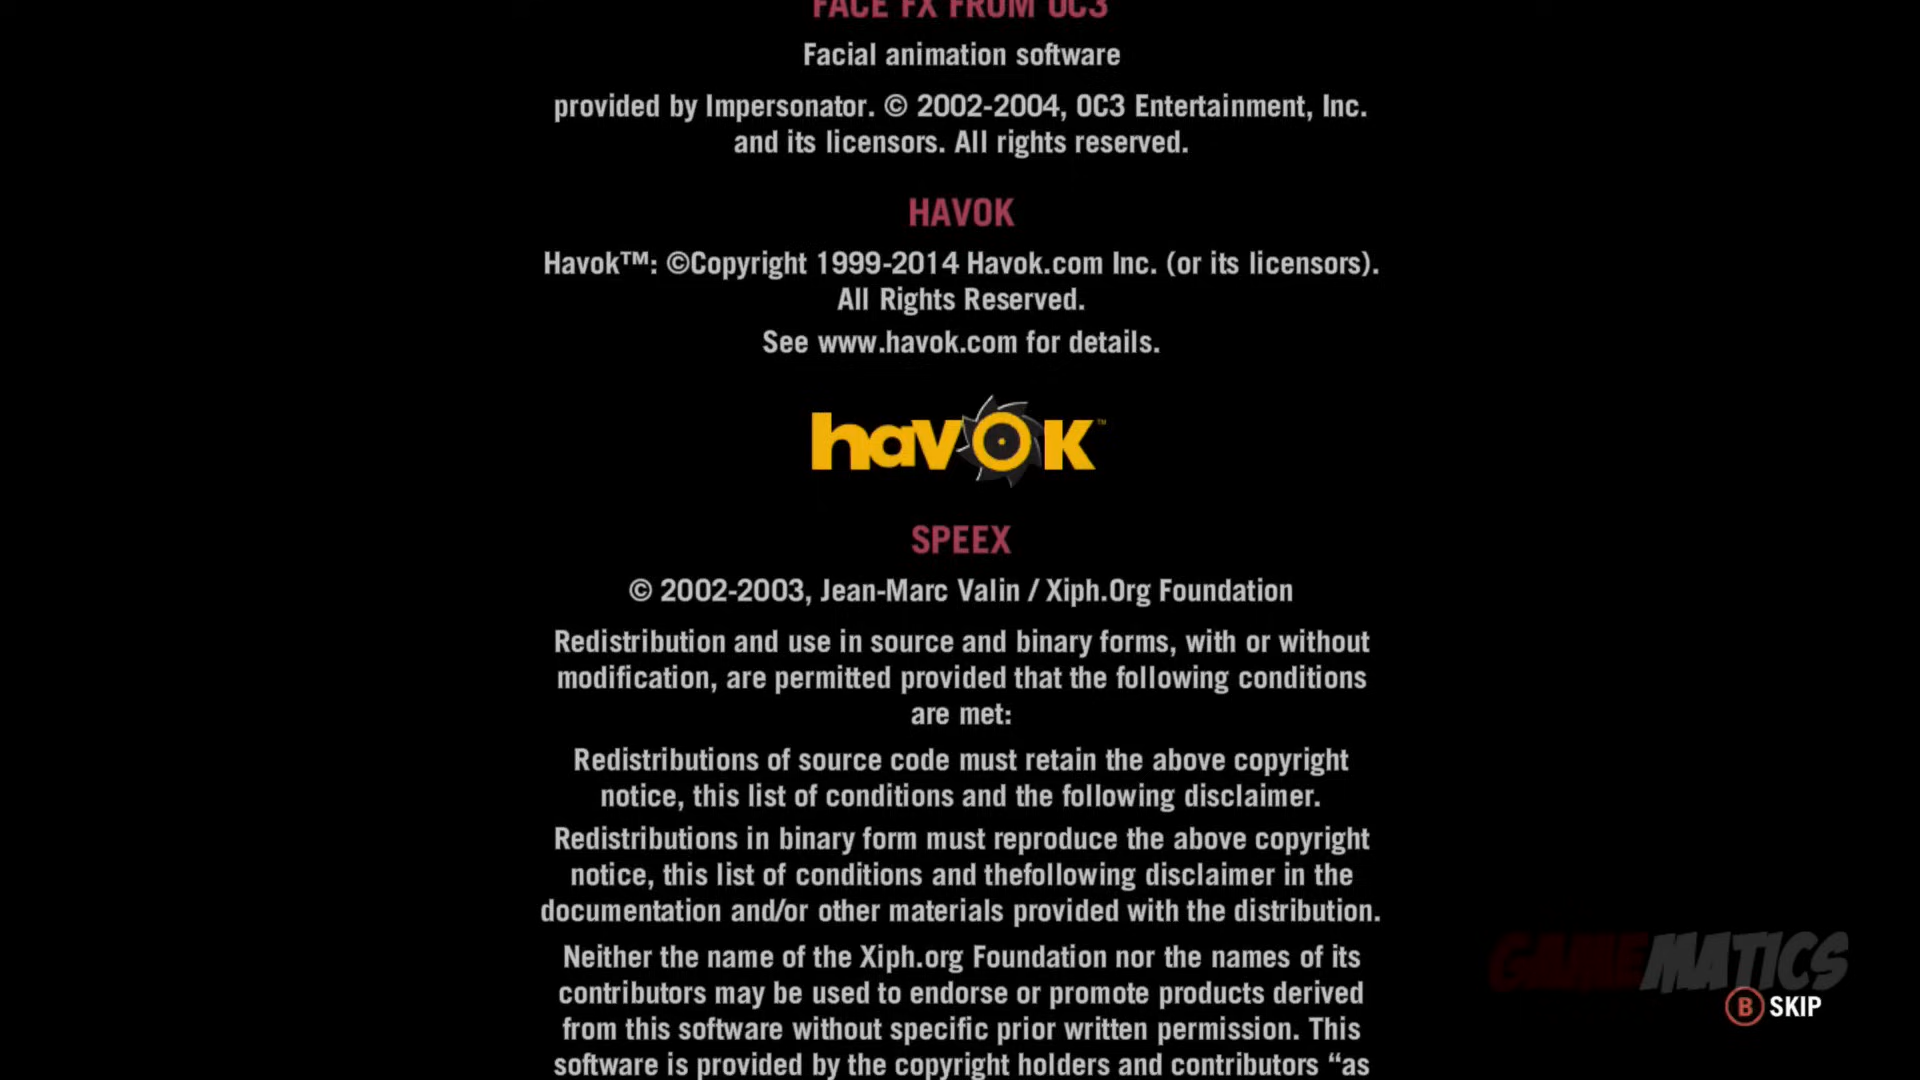 FACE FX FROM OC3
Facial animation software
provided by Impersonator. © 2002-2004, OC3 Entertainment, Inc.
and its licensors. All rights reserved.
HAVOK
Havok™: ©Copyright 1999-2014 Havok.com Inc. (or its licensors).
All Rights Reserved.
See www.havok.com for details.
havok™
SPEEX
© 2002-2003, Jean-Marc Valin / Xiph.Org Foundation
Redistribution and use in source and binary forms, with or without
modification, are permitted provided that the following conditions
are met:
Redistributions of source code must retain the above copyright
notice, this list of conditions and the following disclaimer.
Redistributions in binary form must reproduce the above copyright
notice, this list of conditions and thefollowing disclaimer in the
documentation and/or other materials provided with the distribution.
Neither the name of the Xiph.org Foundation nor the names of its
contributors may be used to endorse or promote products derived
from this software without specific prior written permission. This
software is provided by the copyright holders and contributors “as
GAMEMATICS
B SKIP